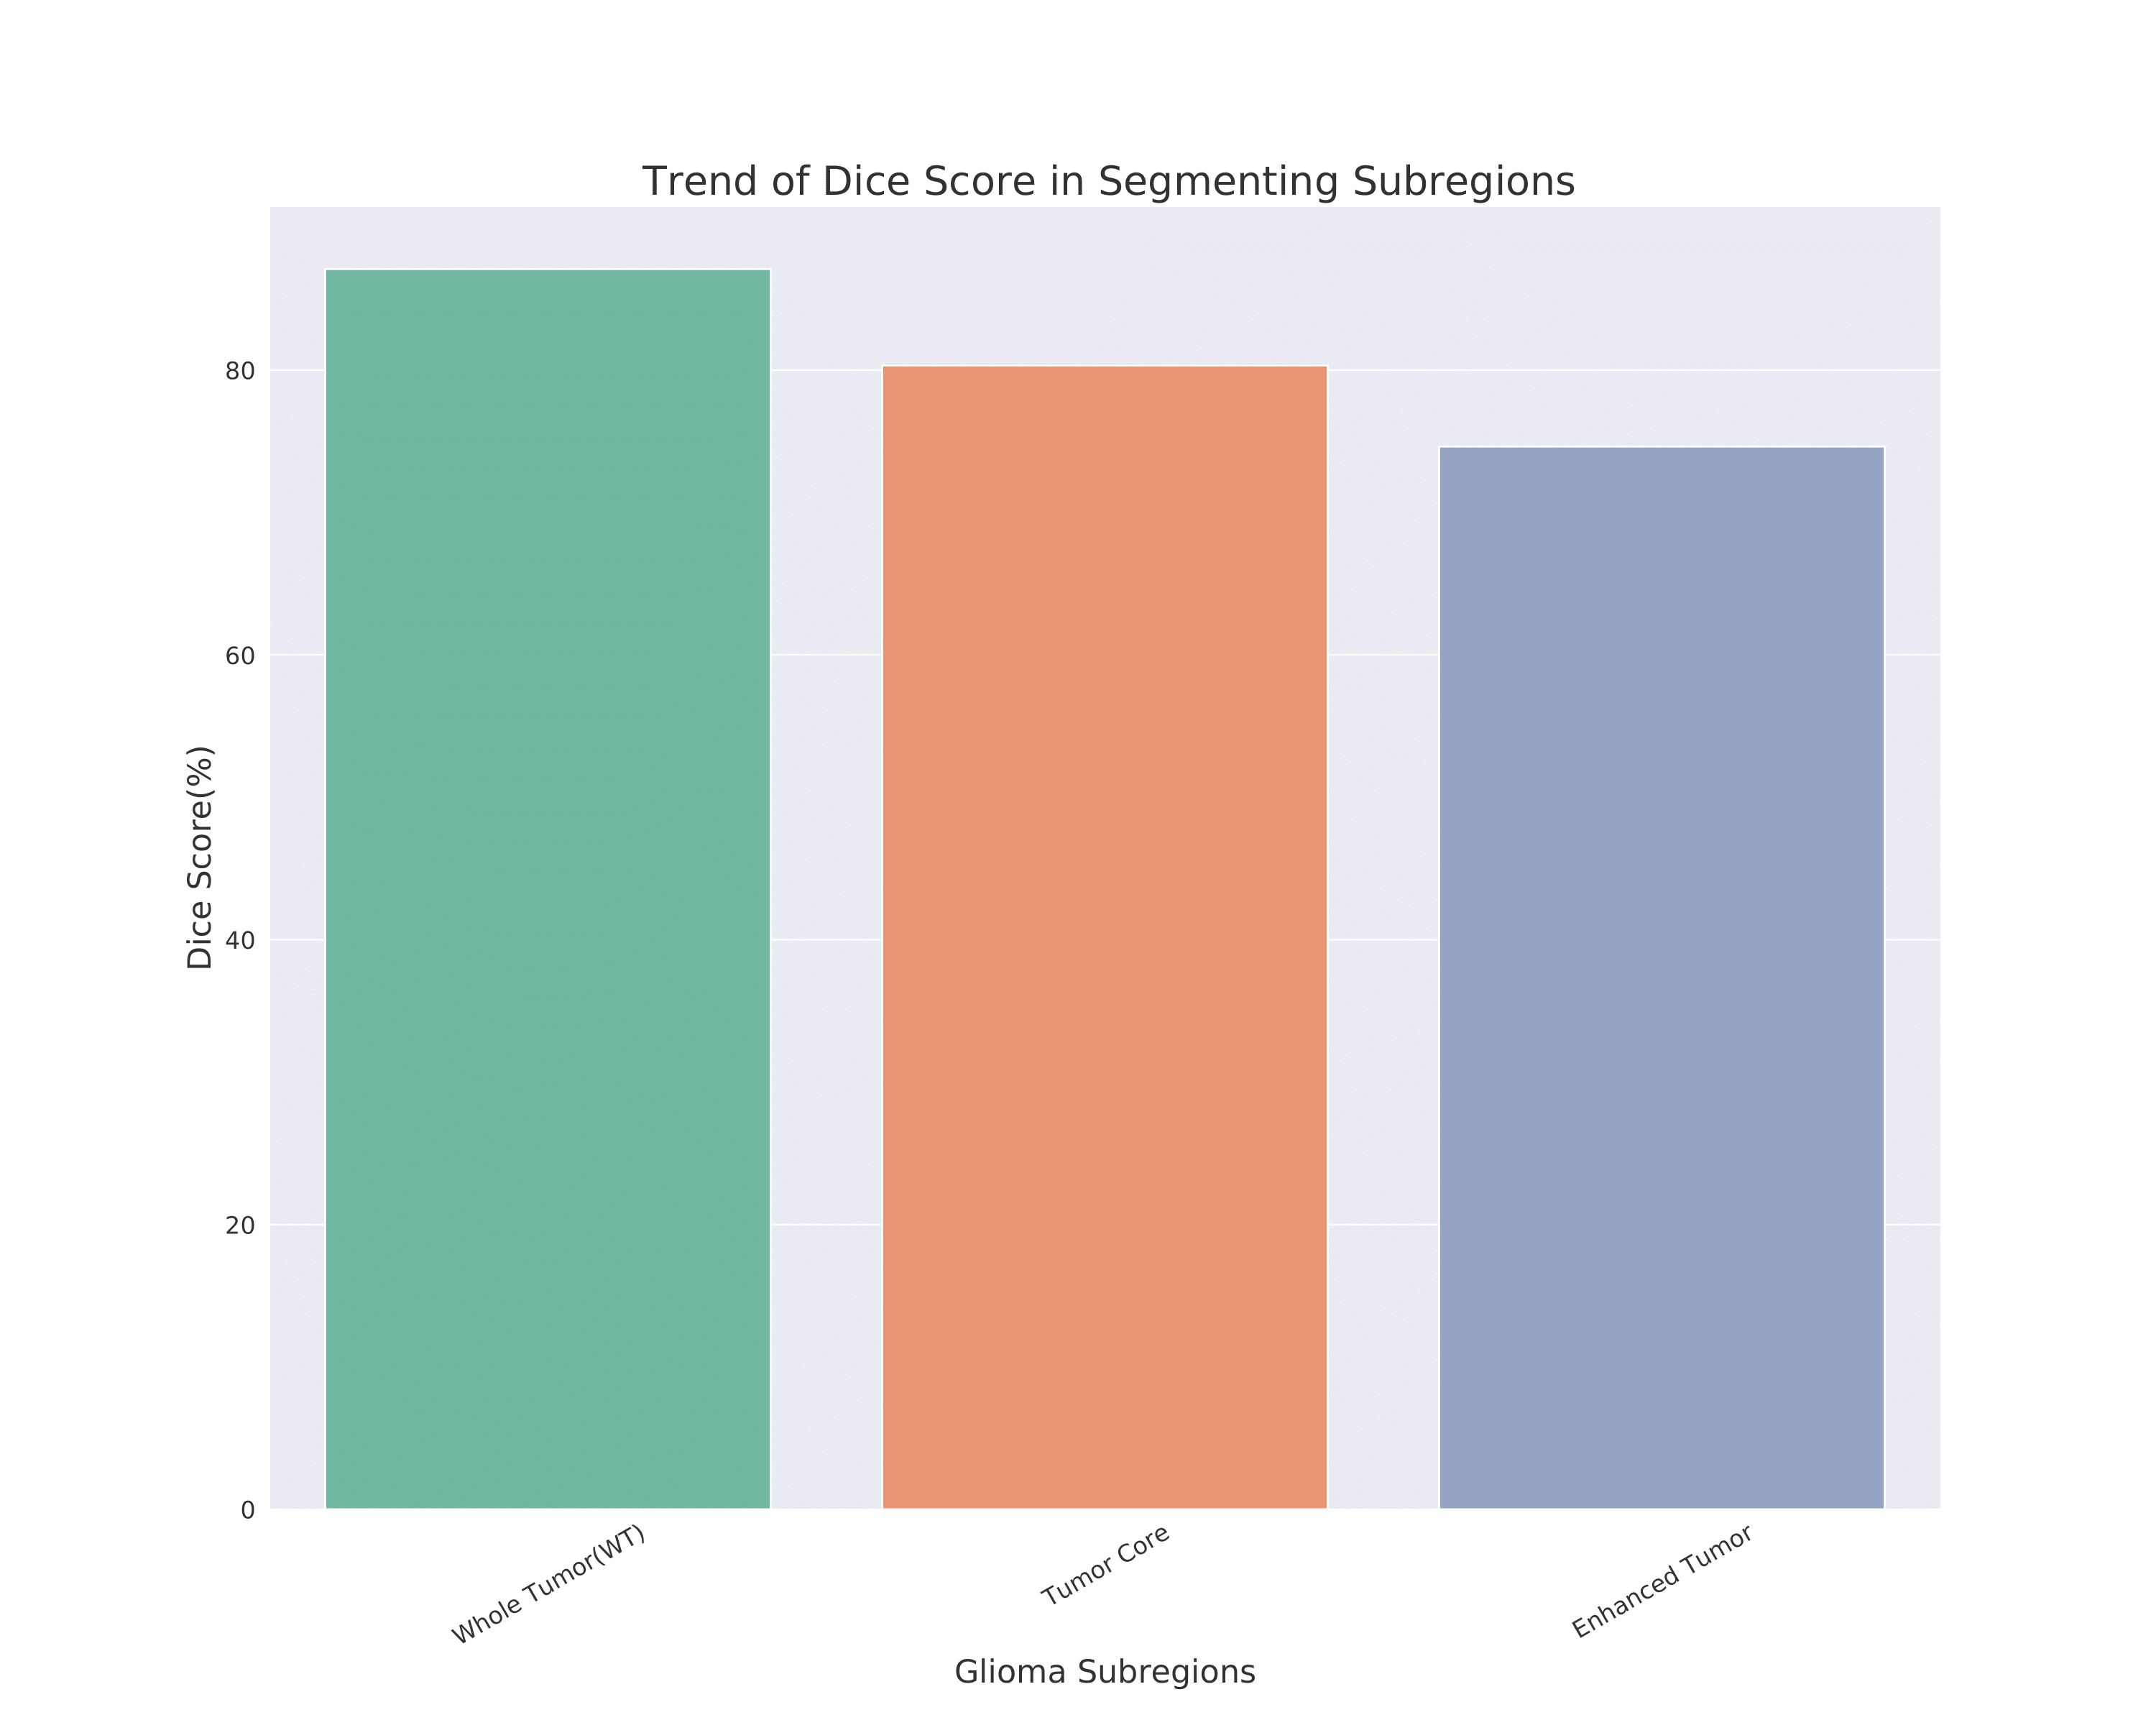 Trend of Dice Score in Segmenting Subregions
Dice Score(%)
80
60
40
20
0
Whole Tumor(WT)
Tumor Core
Enhanced Tumor
Glioma Subregions